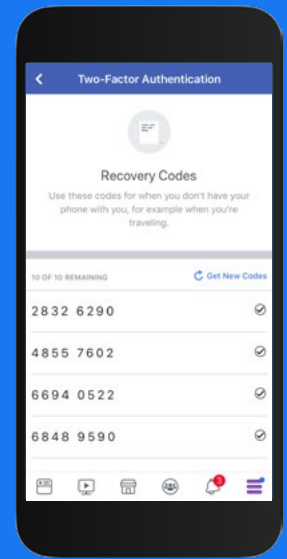 Two-Factor Authentication
Recovery Codes
Use these codes for when you don't have your
phone with you, for example when you're
traveling.
10 OF 10 REMAINING Get New Codes
2832 6290
4855 7602
6694 0522
6848 9590
3